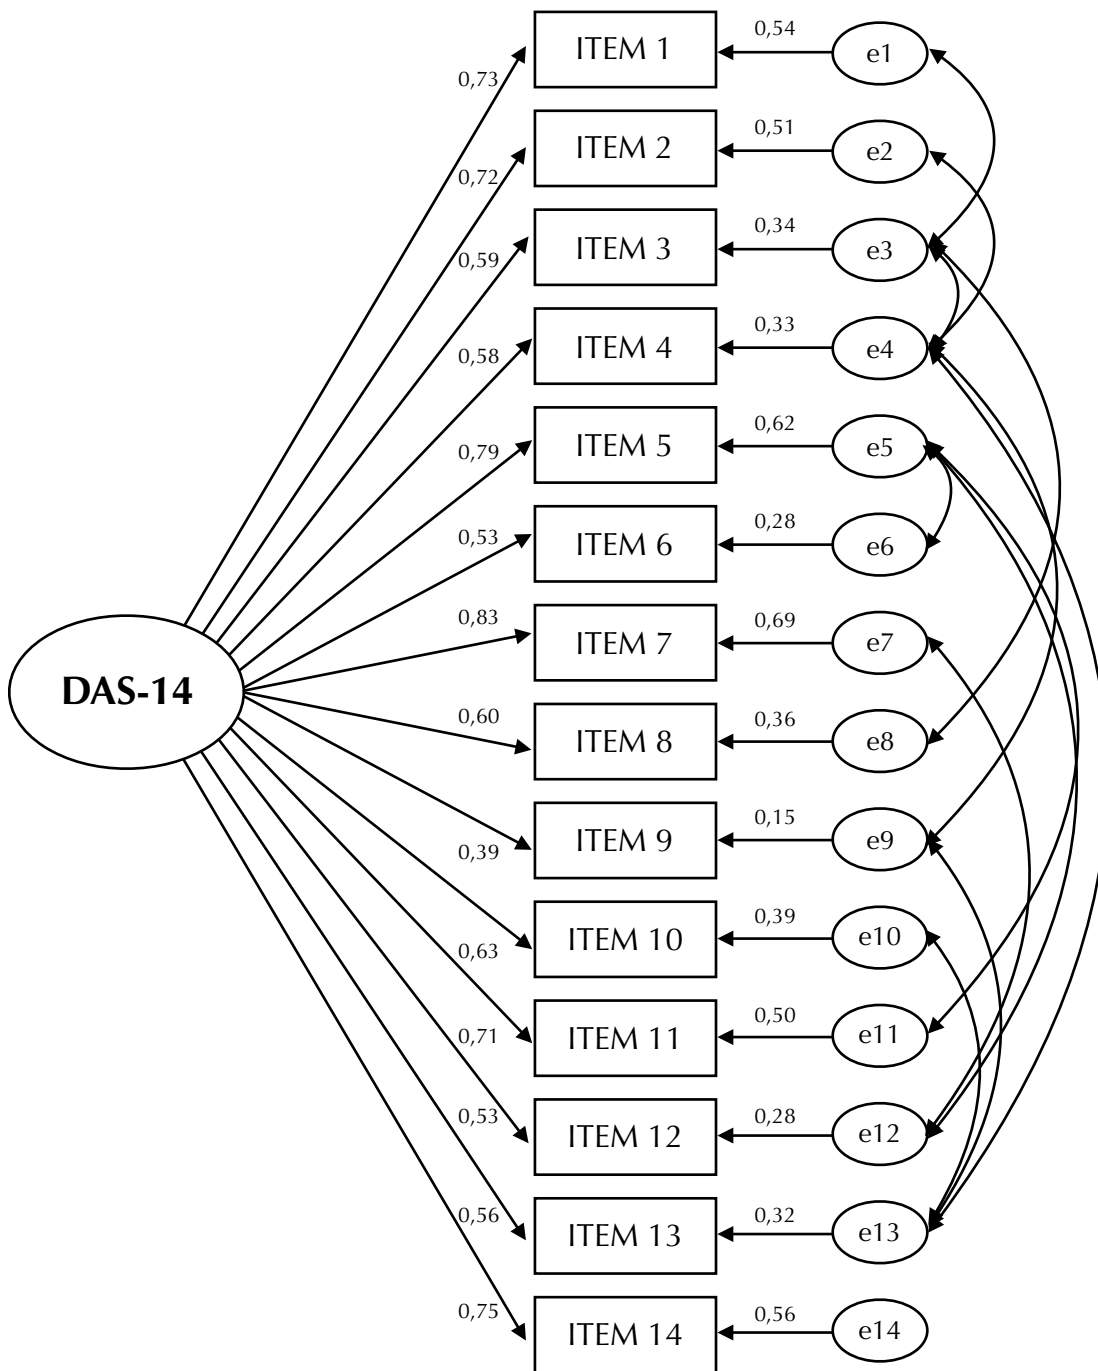 0,54
ITEM 1
e1
0,73
0,51
ITEM 2
e2
0,72
0,34
ITEM 3
e3
0,59
0,33
ITEM 4
e4
0,58
0,62
ITEM 5
e5
0,79
0,28
ITEM 6
e6
0,53
0,69
ITEM 7
e7
0,83
DAS-14
0,36
ITEM 8
e8
0,60
0,15
ITEM 9
e9
0,39
0,39
ITEM 10
e10
0,63
0,50
ITEM 11
e11
0,71
0,28
ITEM 12
e12
0,53
0,32
ITEM 13
e13
0,56
0,56
ITEM 14
e14
0,75